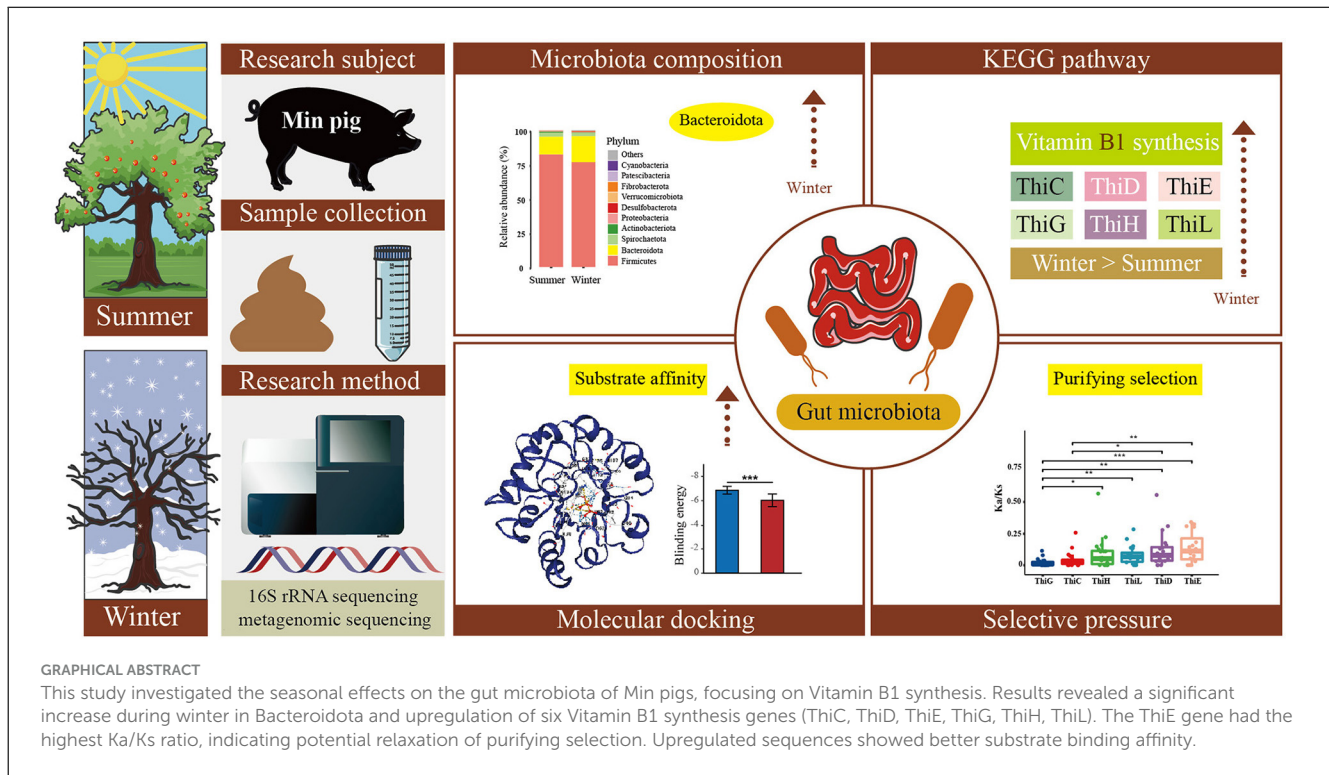 Research subject
Min pig
Sample collection
Research method
16S rRNA sequencing
metagenomic sequencing
Summer
Winter
Microbiota composition
Bacteroidota
Winter
Relative abundance (%)
100
75
50
25
0
Summer Winter
Phylum
Others
Cyanobacteria
Patescibacteria
Fibrobacterota
Verrucomicrobiota
Desulfobacterota
Proteobacteria
Actinobacteriota
Spirochaetota
Bacteroidota
Firmicutes
KEGG pathway
Vitamin B1 synthesis
ThiC ThiD ThiE
ThiG ThiH ThiL
Winter > Summer
Winter
Gut microbiota
Substrate affinity
Blinding energy
-8
-6
-4
-2
0
***
Molecular docking
Purifying selection
Ka/Ks
0.75
0.50
0.25
0
**
*
***
**
**
*
ThiG ThiC ThiH ThiL ThiD ThiE
Selective pressure
GRAPHICAL ABSTRACT
This study investigated the seasonal effects on the gut microbiota of Min pigs, focusing on Vitamin B1 synthesis. Results revealed a significant
increase during winter in Bacteroidota and upregulation of six Vitamin B1 synthesis genes (ThiC, ThiD, ThiE, ThiG, ThiH, ThiL). The ThiE gene had the
highest Ka/Ks ratio, indicating potential relaxation of purifying selection. Upregulated sequences showed better substrate binding affinity.